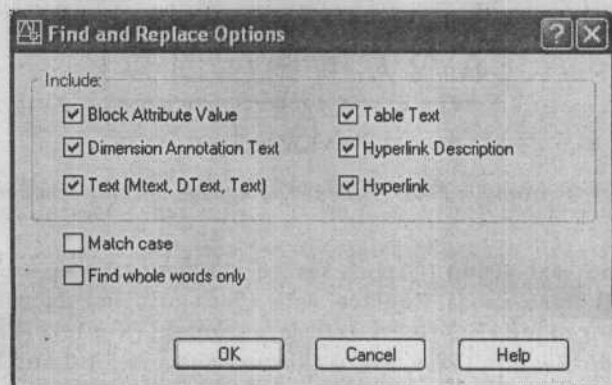 Find and Replace Options
Include:
Block Attribute Value
Table Text
Dimension Annotation Text
Hyperlink Description
Text (Mtext, DText, Text)
Hyperlink
Match case
Find whole words only
OK Cancel Help